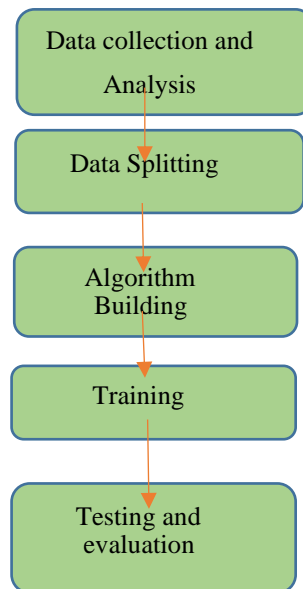 Data collection and
Analysis
Data Splitting
Algorithm
Building
Training
Testing and
evaluation